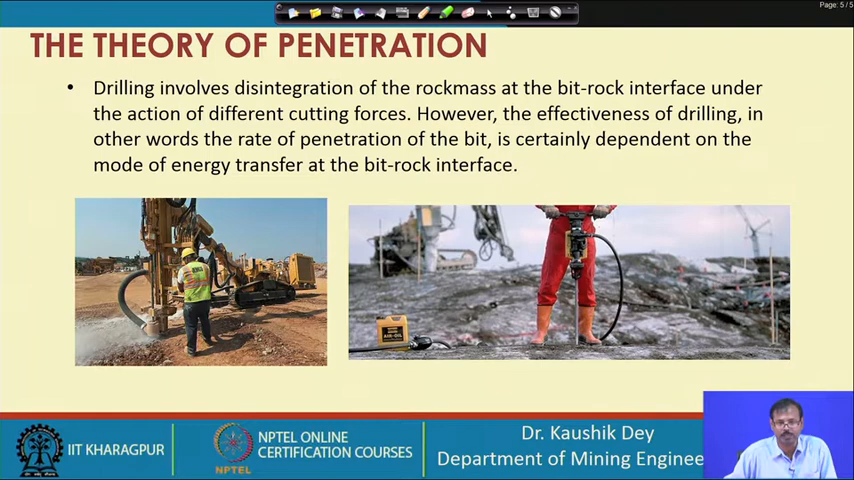 Page: 5 / 5
THE THEORY OF PENETRATION
• Drilling involves disintegration of the rockmass at the bit-rock interface under
the action of different cutting forces. However, the effectiveness of drilling, in
other words the rate of penetration of the bit, is certainly dependent on the
mode of energy transfer at the bit-rock interface.
AIR-OIL
IIT KHARAGPUR
NPTEL
NPTEL ONLINE
CERTIFICATION COURSES
Dr. Kaushik Dey
Department of Mining Enginee